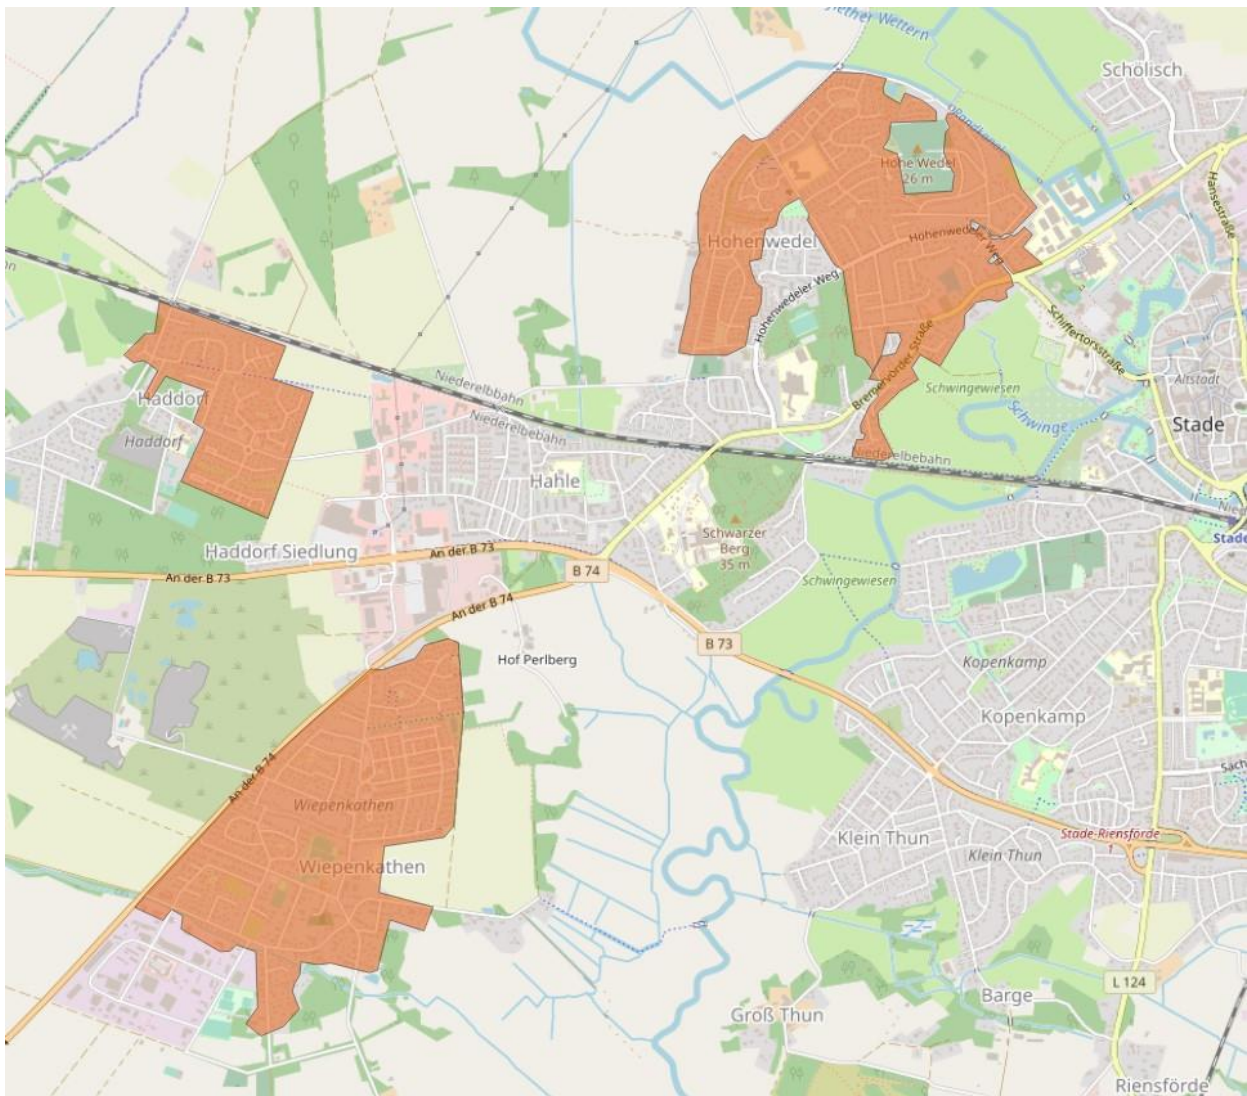 Schölisch
Hansestraße
Hohe Wedel
26 m
Hohenwedel
Hohenwedeler Weg
Hohenwedeler Weg
Schiffertorsstraße
Bremervörder Straße
Schwingewiesen
Altstadt
Schwinge
Stade
Niederelbbahn
Niederelbebahn
Niederelbebahn
Haddorf
Haddorf
Hahle
Schwarzer
Berg
35 m
Haddorf Siedlung
An der B 73
An der B 73
B 74
An der B 74
Schwingewiesen
Stade
B 73
Hof Perlberg
Kopenkamp
Kopenkamp
An der B 74
Wiepenkathen
Wiepenkathen
Klein Thun
Klein Thun
Stade-Riensförde
1
L 124
Barge
Groß Thun
Riensförde